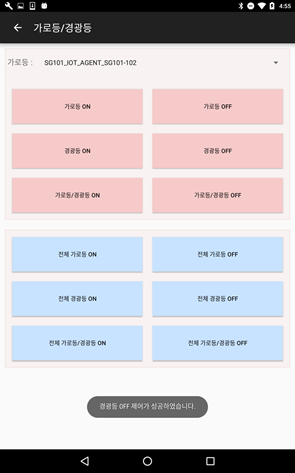 4:55
가로등/경광등
가로등 : SG101_IOT_AGENT_SG101-102
가로등 ON 가로등 OFF
경광등 ON 경광등 OFF
가로등/경광등 ON 가로등/경광등 OFF
전체 가로등 ON 전체 가로등 OFF
전체 경광등 ON 전체 경광등 OFF
전체 가로등/경광등 ON 전체 가로등/경광등 OFF
경광등 OFF 제어가 성공하였습니다.